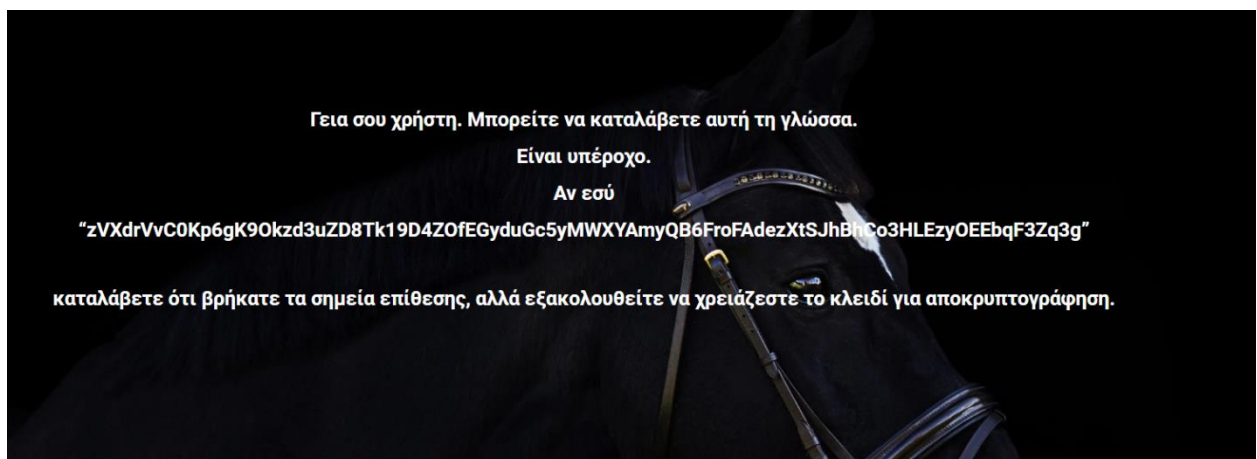 Γεια σου χρήστη. Μπορείτε να καταλάβετε αυτή τη γλώσσα.
Είναι υπέροχο.
Αν εσύ
“zVXdrVvC0Kp6gK9Okzd3uZD8Tk19D4ZOfEGyduGc5yMWXYAmyQB6FroFAdezXtSJhBhCo3HLEzyOEEbqF3Zq3g”
καταλάβετε ότι βρήκατε τα σημεία επίθεσης, αλλά εξακολουθείτε να χρειάζεστε το κλειδί για αποκρυπτογράφηση.